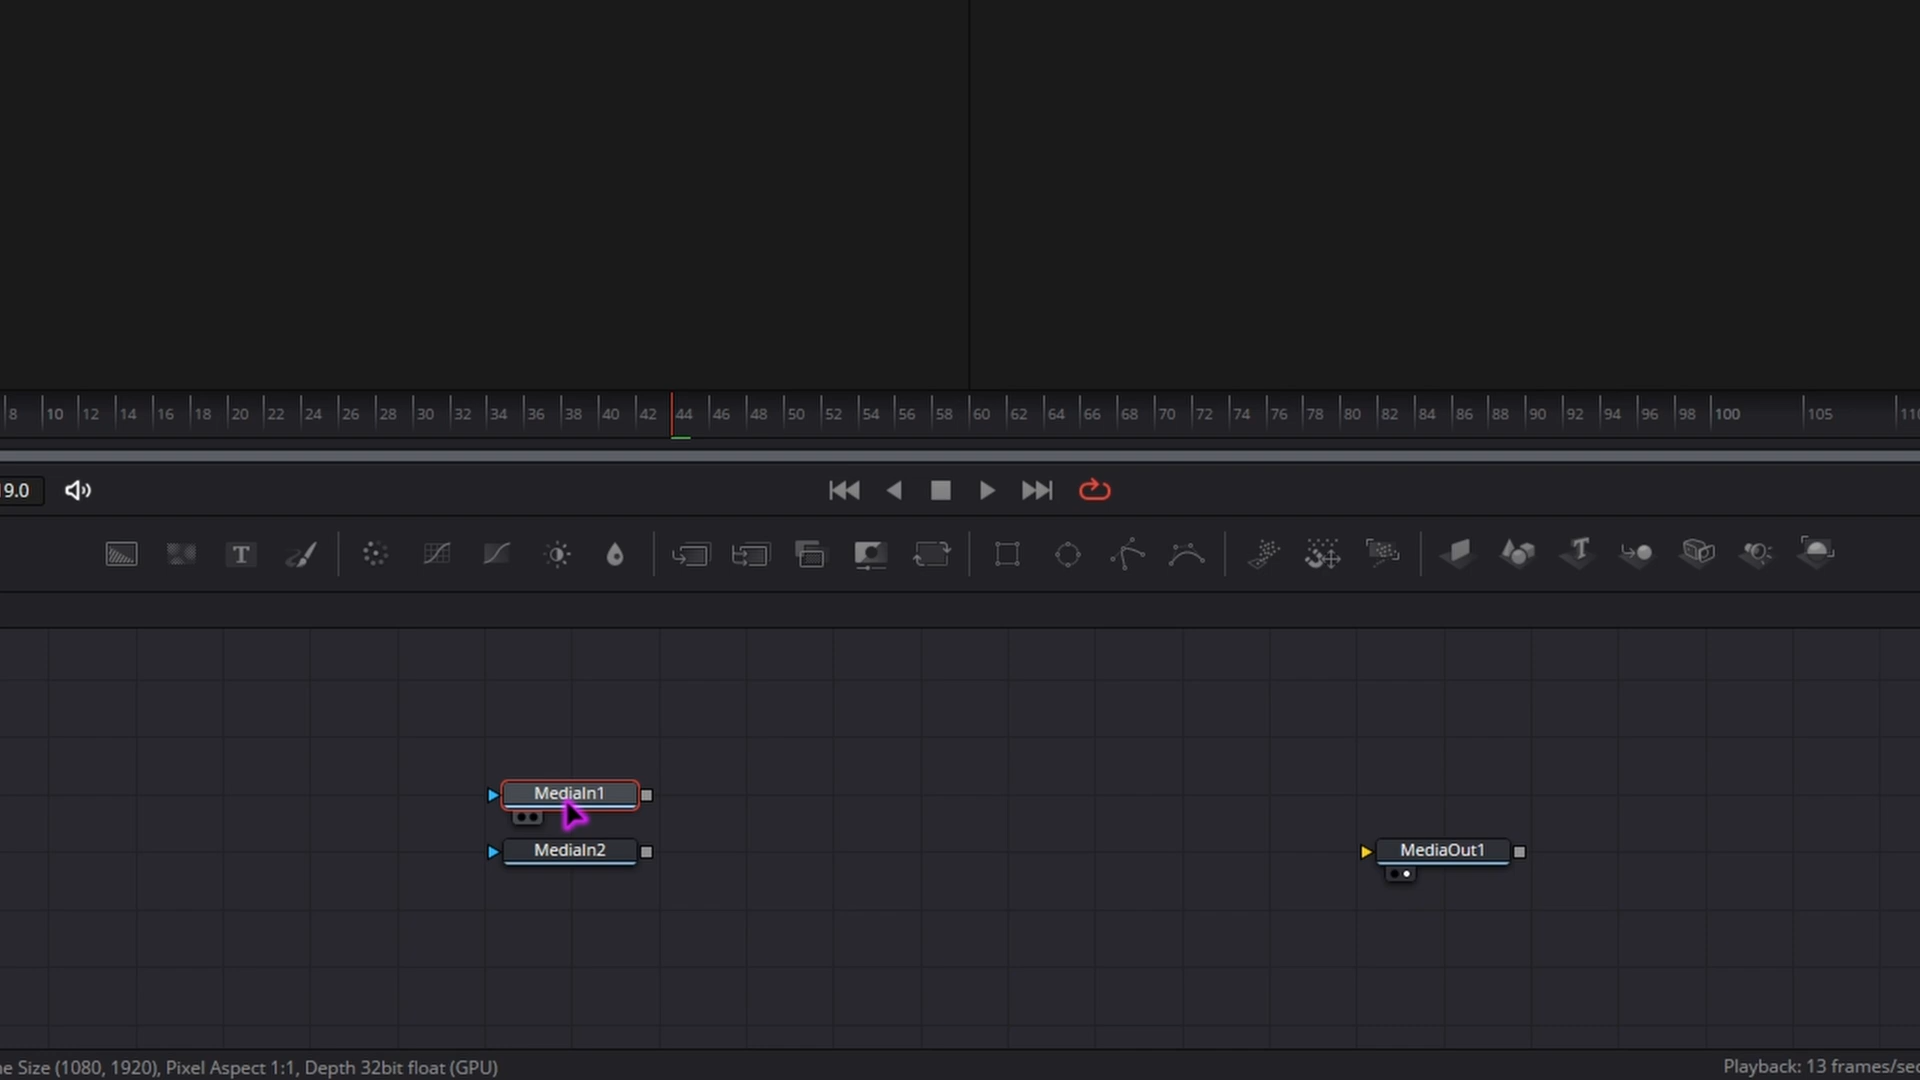 8 10 12 14 16 18 20 22 24 26 28 30 32 34 36 38 40 42 44 46 48 50 52 54 56 58 60 62 64 66 68 70 72 74 76 78 80 82 84 86 88 90 92 94 96 98 100 105 110
19.0
T
MediaIn1
MediaIn2
MediaOut1
e Size (1080, 1920), Pixel Aspect 1:1, Depth 32bit float (GPU)
Playback: 13 frames/sec